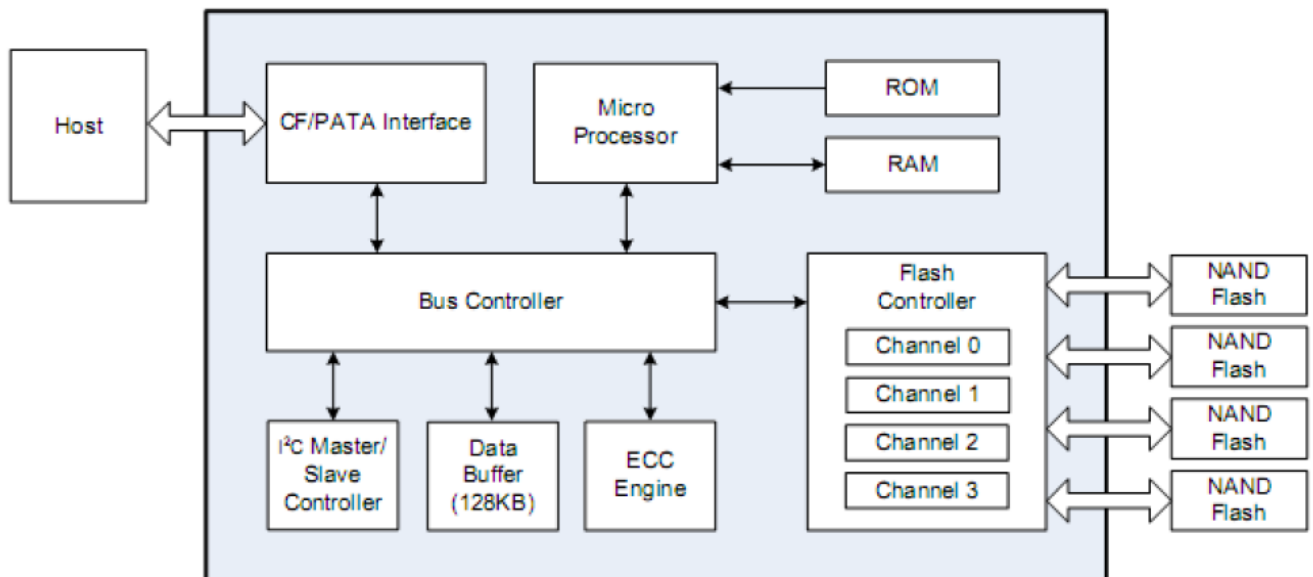 Host
CF/PATA Interface
Micro
Processor
ROM
RAM
Bus Controller
Flash
Controller
Channel 0
Channel 1
Channel 2
Channel 3
NAND
Flash
NAND
Flash
NAND
Flash
NAND
Flash
I²C Master/
Slave
Controller
Data
Buffer
(128KB)
ECC
Engine